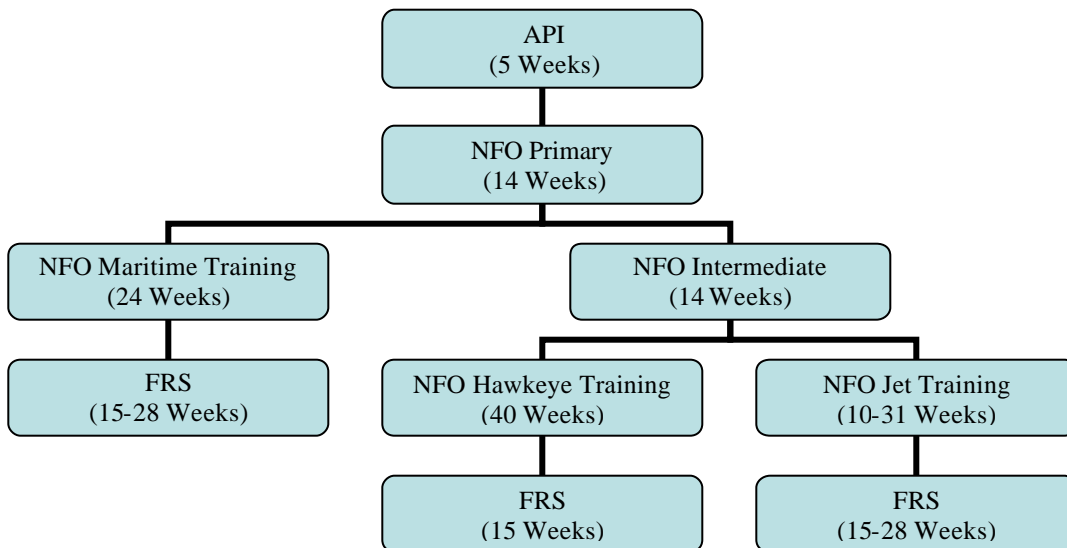 API
(5 Weeks)
NFO Primary
(14 Weeks)
NFO Maritime Training
(24 Weeks)
NFO Intermediate
(14 Weeks)
FRS
(15-28 Weeks)
NFO Hawkeye Training
(40 Weeks)
NFO Jet Training
(10-31 Weeks)
FRS
(15 Weeks)
FRS
(15-28 Weeks)